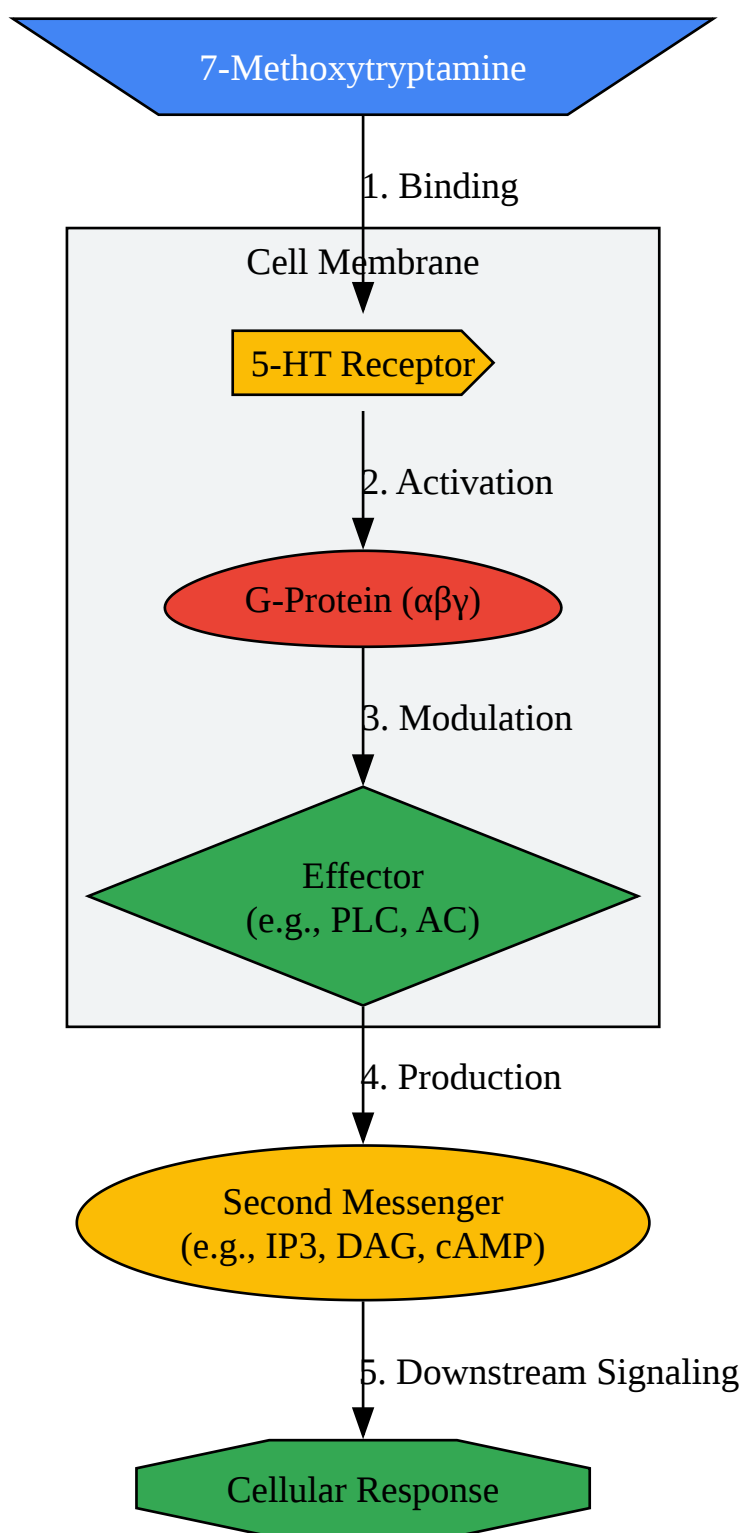 7-Methoxytryptamine
1. Binding
Cell Membrane
5-HT Receptor
2. Activation
G-Protein (αβγ)
3. Modulation
Effector
(e.g., PLC, AC)
4. Production
Second Messenger
(e.g., IP3, DAG, cAMP)
5. Downstream Signaling
Cellular Response